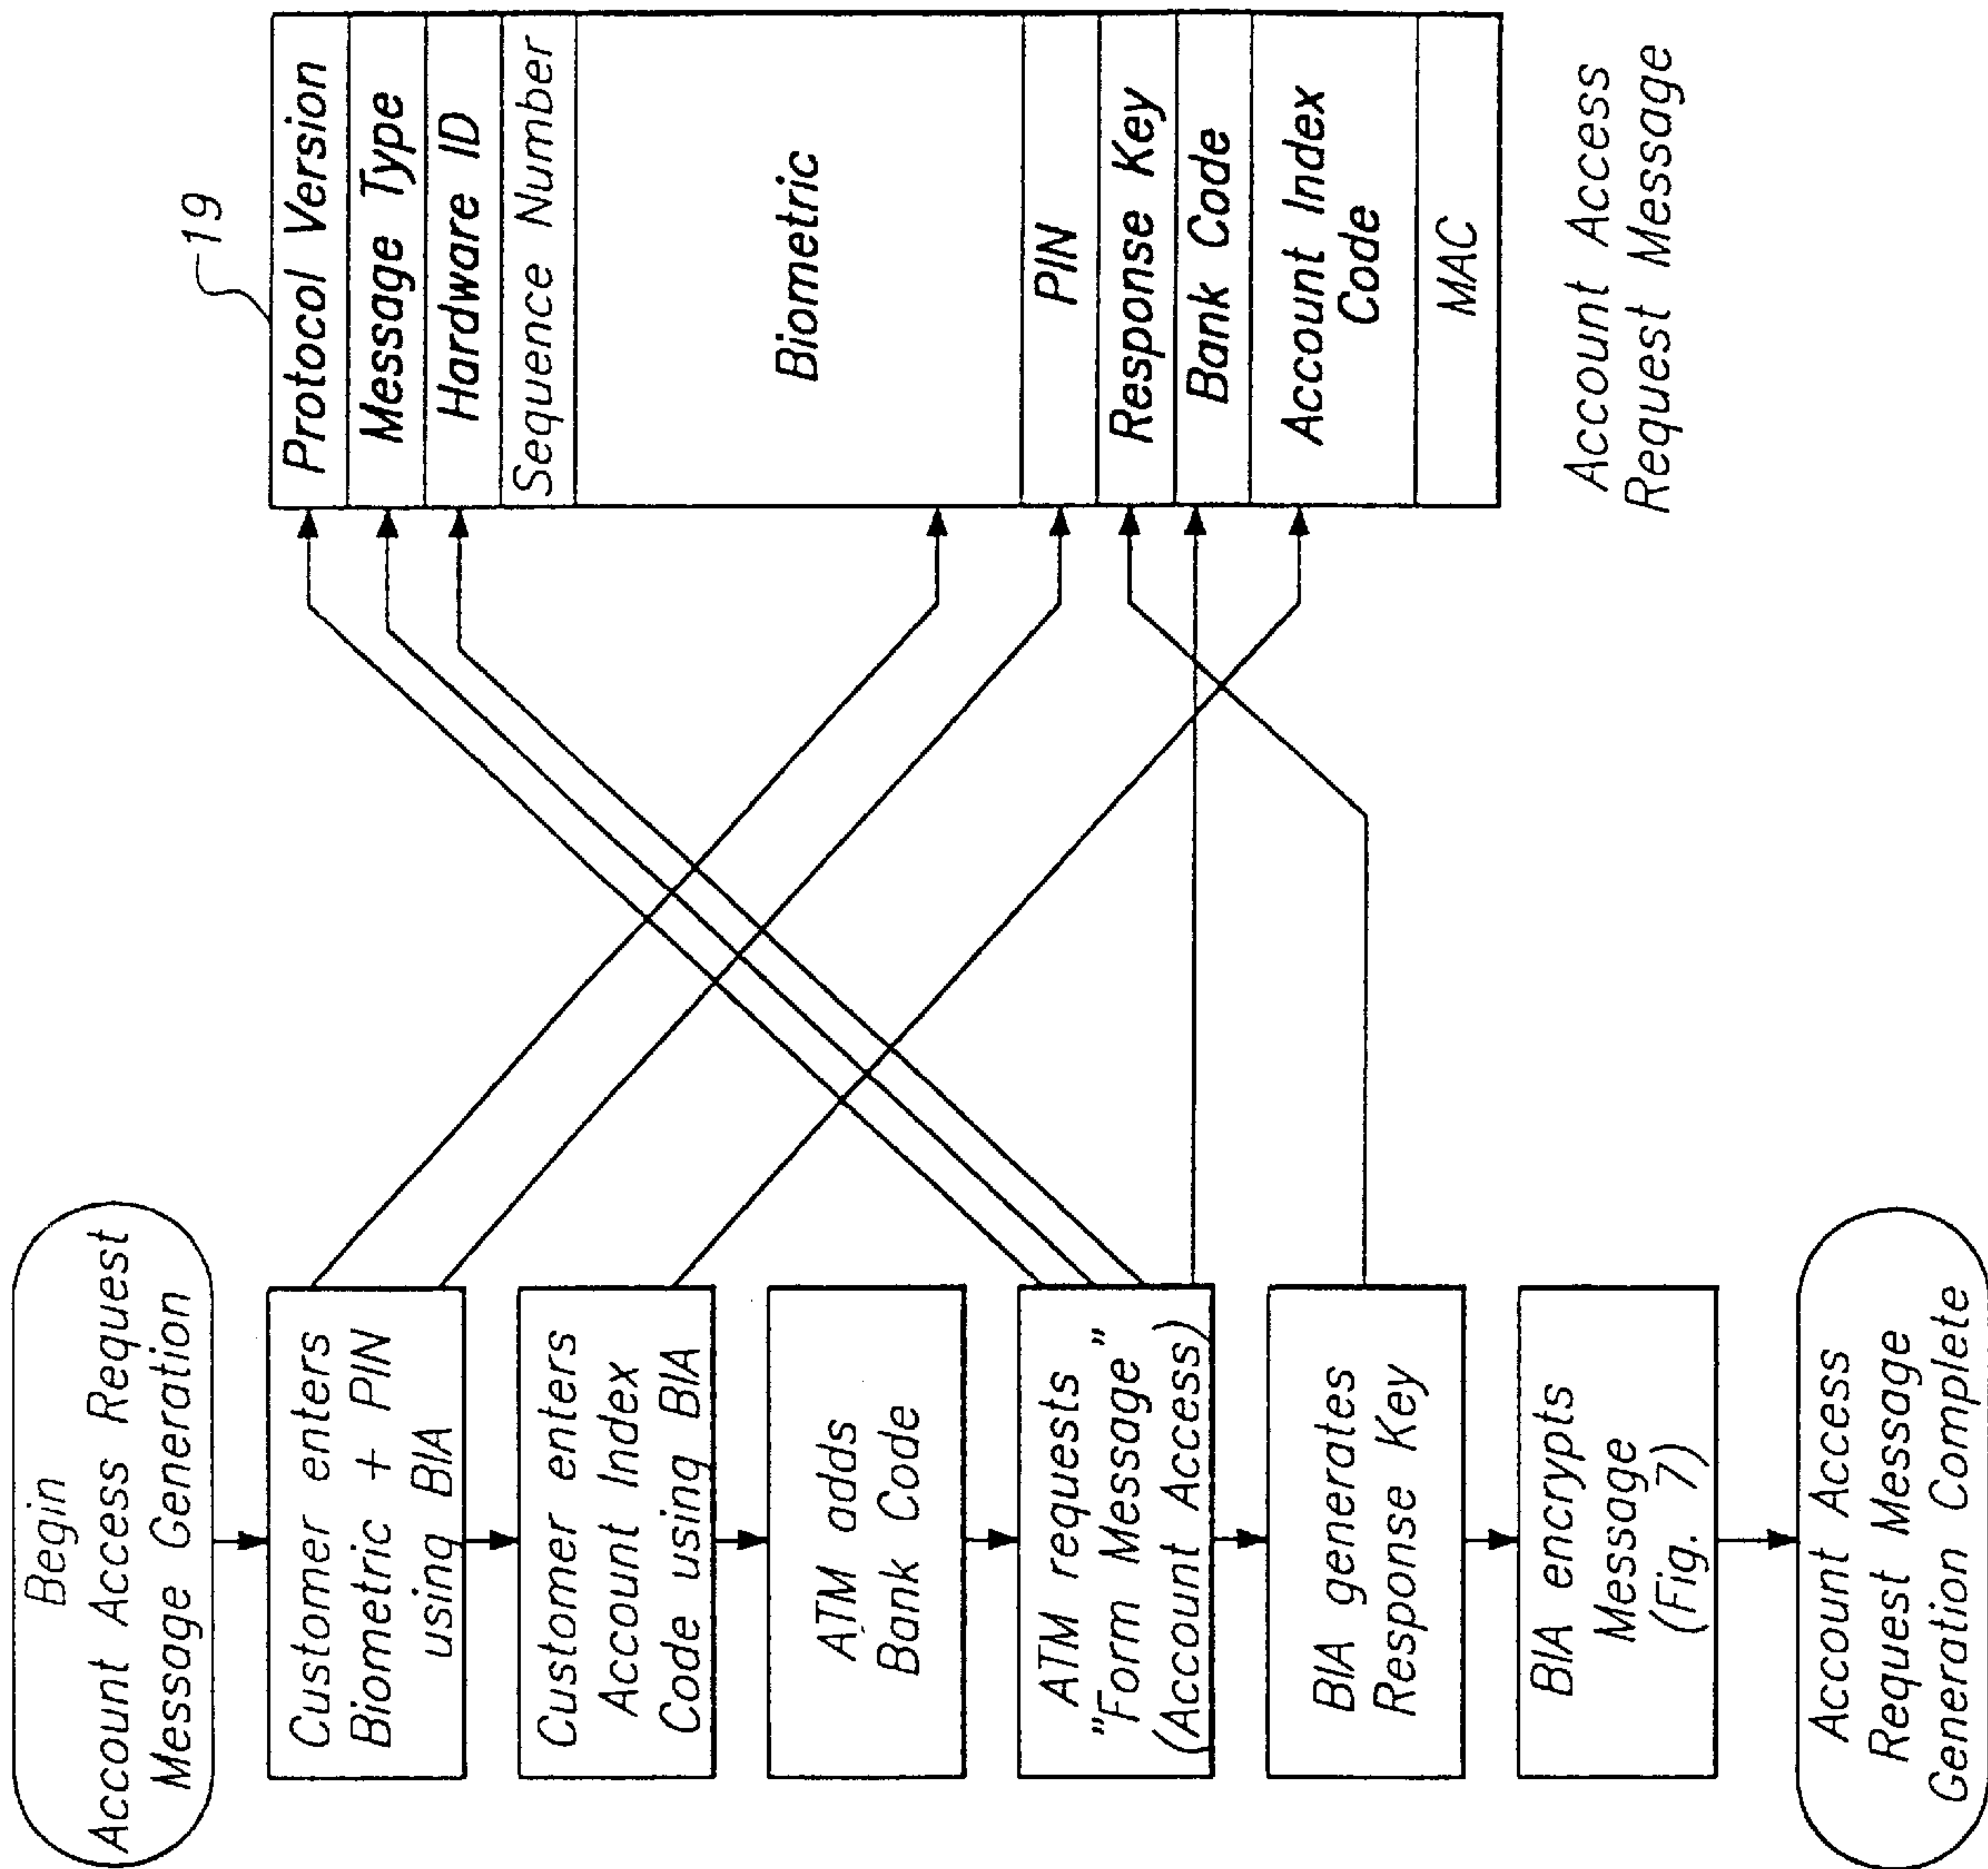 Begin
Account Access Request
Message Generation
Customer enters
Biometric + PIN
using BIA
Customer enters
Account Index
Code using BIA
ATM adds
Bank Code
ATM requests
"Form Message"
(Account Access)
BIA generates
Response Key
BIA encrypts
Message
(Fig. 7)
Account Access
Request Message
Generation Complete
19
Protocol Version
Message Type
Hardware ID
Sequence Number
Biometric
PIN
Response Key
Bank Code
Account Index
Code
MAC
Account Access
Request Message